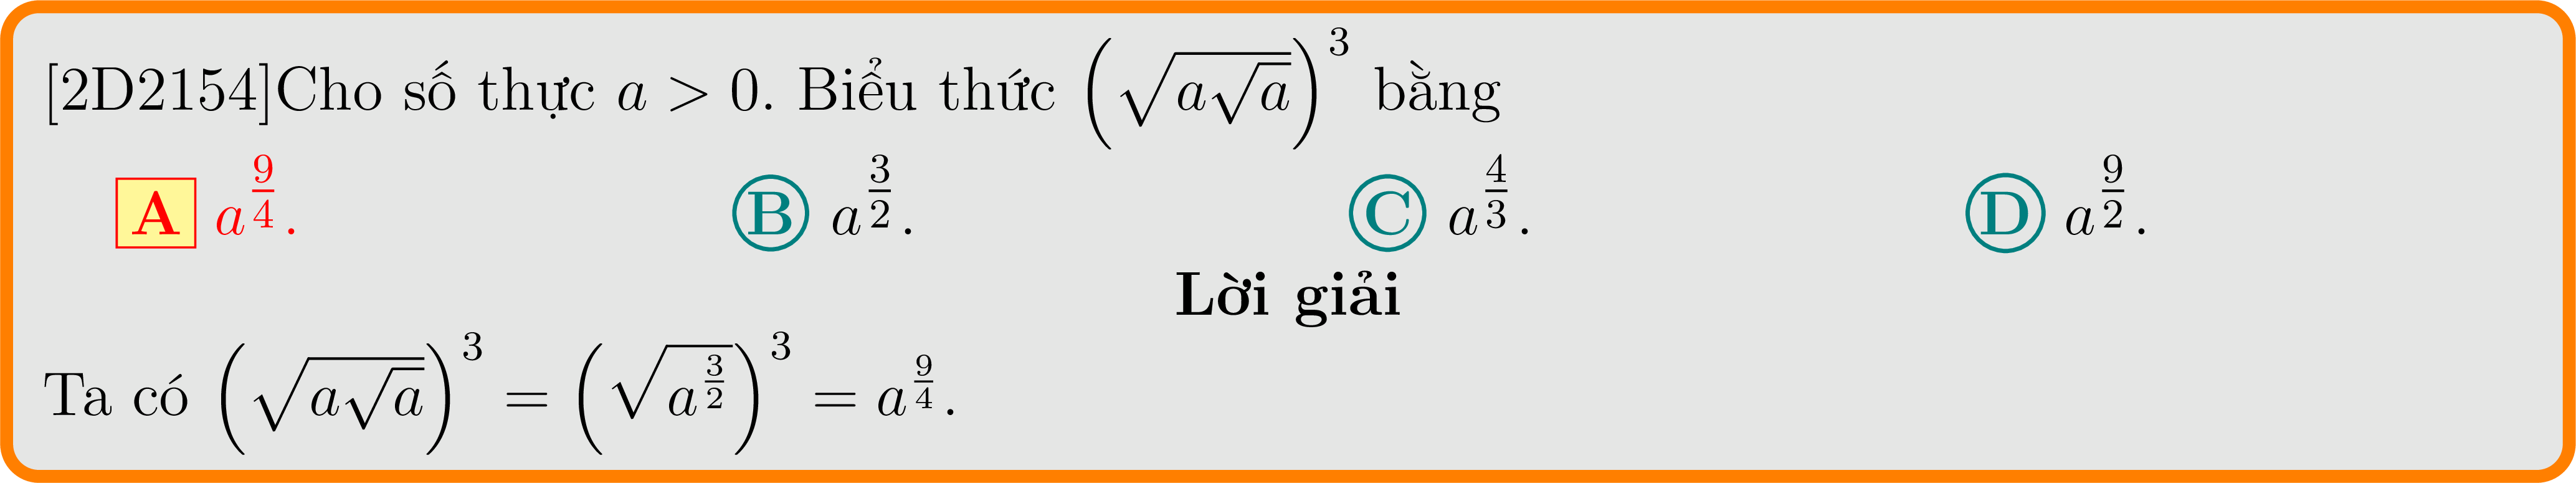 [2D2154]Cho số thực $a > 0$. Biểu thức $\left(\sqrt{a\sqrt{a}}\right)^3$ bằng
A $a^{\frac{9}{4}}$. B $a^{\frac{3}{2}}$. C $a^{\frac{4}{3}}$. D $a^{\frac{9}{2}}$.
Lời giải
Ta có $\left(\sqrt{a\sqrt{a}}\right)^3 = \left(\sqrt{a^{\frac{3}{2}}}\right)^3 = a^{\frac{9}{4}}$.